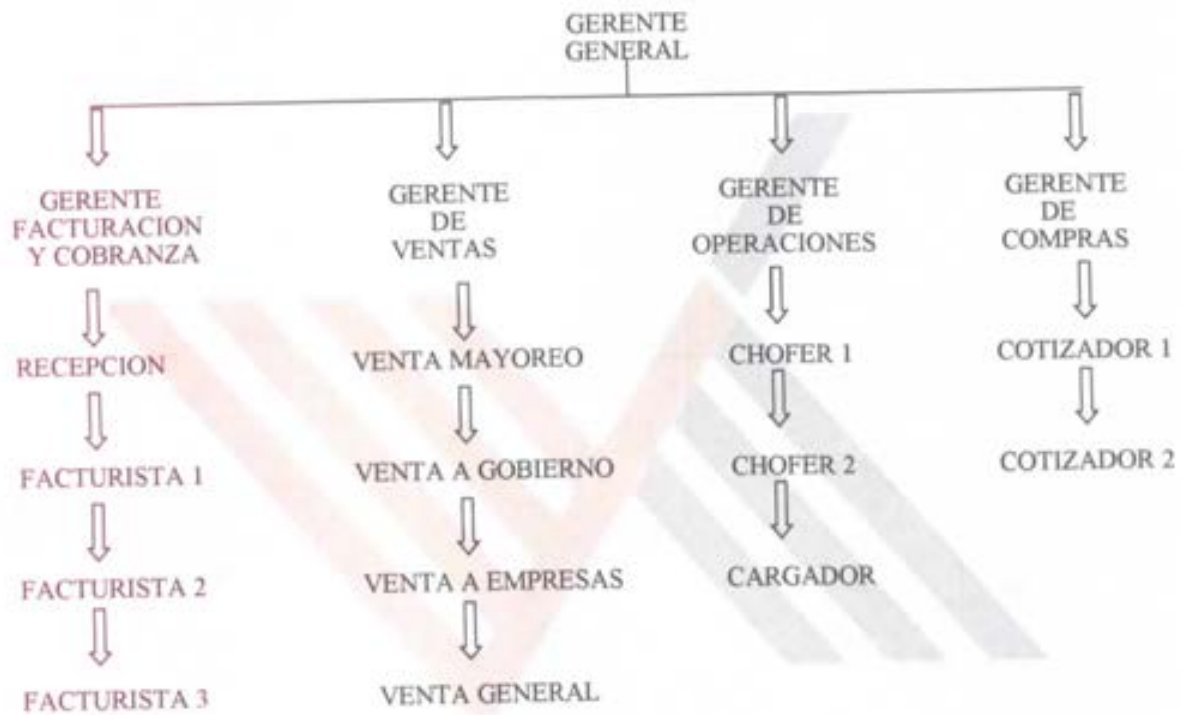 GERENTE
GENERAL
GERENTE
FACTURACION
Y COBRANZA
GERENTE
DE
VENTAS
GERENTE
DE
OPERACIONES
GERENTE
DE
COMPRAS
RECEPCION
VENTA MAYOREO
CHOFER 1
COTIZADOR 1
FACTURISTA 1
VENTA A GOBIERNO
CHOFER 2
COTIZADOR 2
FACTURISTA 2
VENTA A EMPRESAS
CARGADOR
FACTURISTA 3
VENTA GENERAL